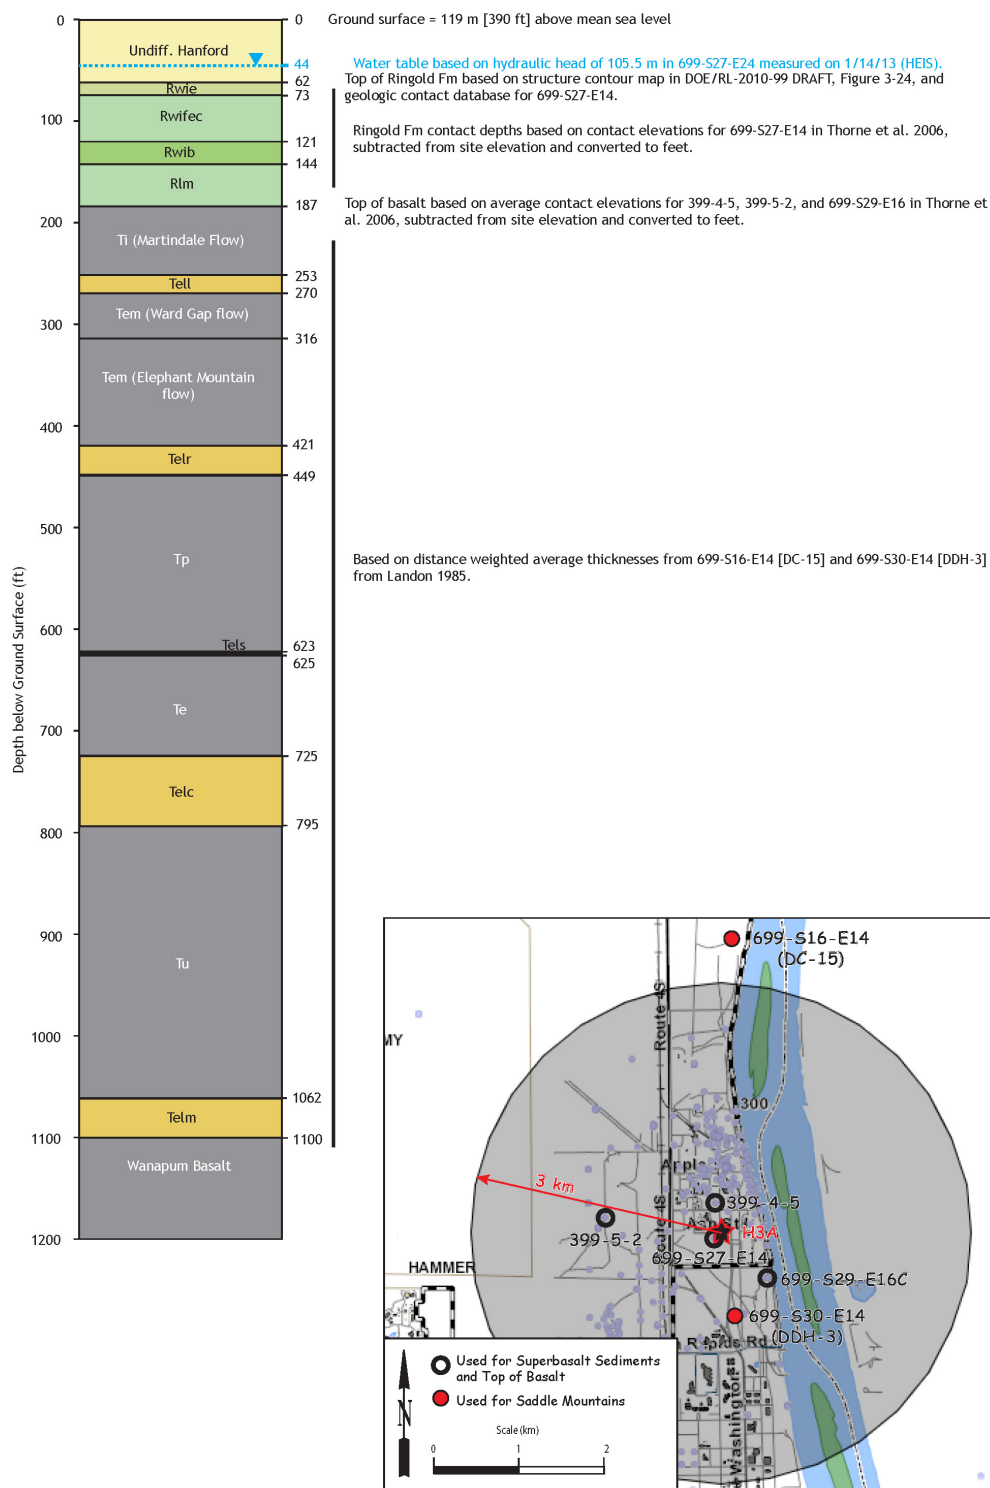 0
0
Ground surface = 119 m [390 ft] above mean sea level
Undiff. Hanford
44
Water table based on hydraulic head of 105.5 m in 699-S27-E24 measured on 1/14/13 (HEIS).
62
Top of Ringold Fm based on structure contour map in DOE/RL-2010-99 DRAFT, Figure 3-24, and
geologic contact database for 699-S27-E14.
Rwie
73
100
Rwifec
121
Ringold Fm contact depths based on contact elevations for 699-S27-E14 in Thorne et al. 2006,
subtracted from site elevation and converted to feet.
Rwib
144
Rlm
187
Top of basalt based on average contact elevations for 399-4-5, 399-5-2, and 699-S29-E16 in Thorne et
al. 2006, subtracted from site elevation and converted to feet.
200
Ti (Martindale Flow)
253
Tell
270
Tem (Ward Gap flow)
300
316
Tem (Elephant Mountain
flow)
400
421
Telr
449
500
Tp
Based on distance weighted average thicknesses from 699-S16-E14 [DC-15] and 699-S30-E14 [DDH-3]
from Landon 1985.
600
Tels
623
625
Te
700
725
Telc
795
800
900
Tu
1000
1062
Telm
1100
1100
Wanapum Basalt
1200
Depth below Ground Surface (ft)
699-S16-E14
(DC-15)
Route 4S
MY
300
Apple
3 km
399-4-5
399-5-2
H3A
699-S27-E14
699-S29-E16C
HAMMER
699-S30-E14
(DDH-3)
Rapids Rd
Washington
Used for Superbasalt Sediments
and Top of Basalt
Used for Saddle Mountains
N
Scale (km)
0
1
2